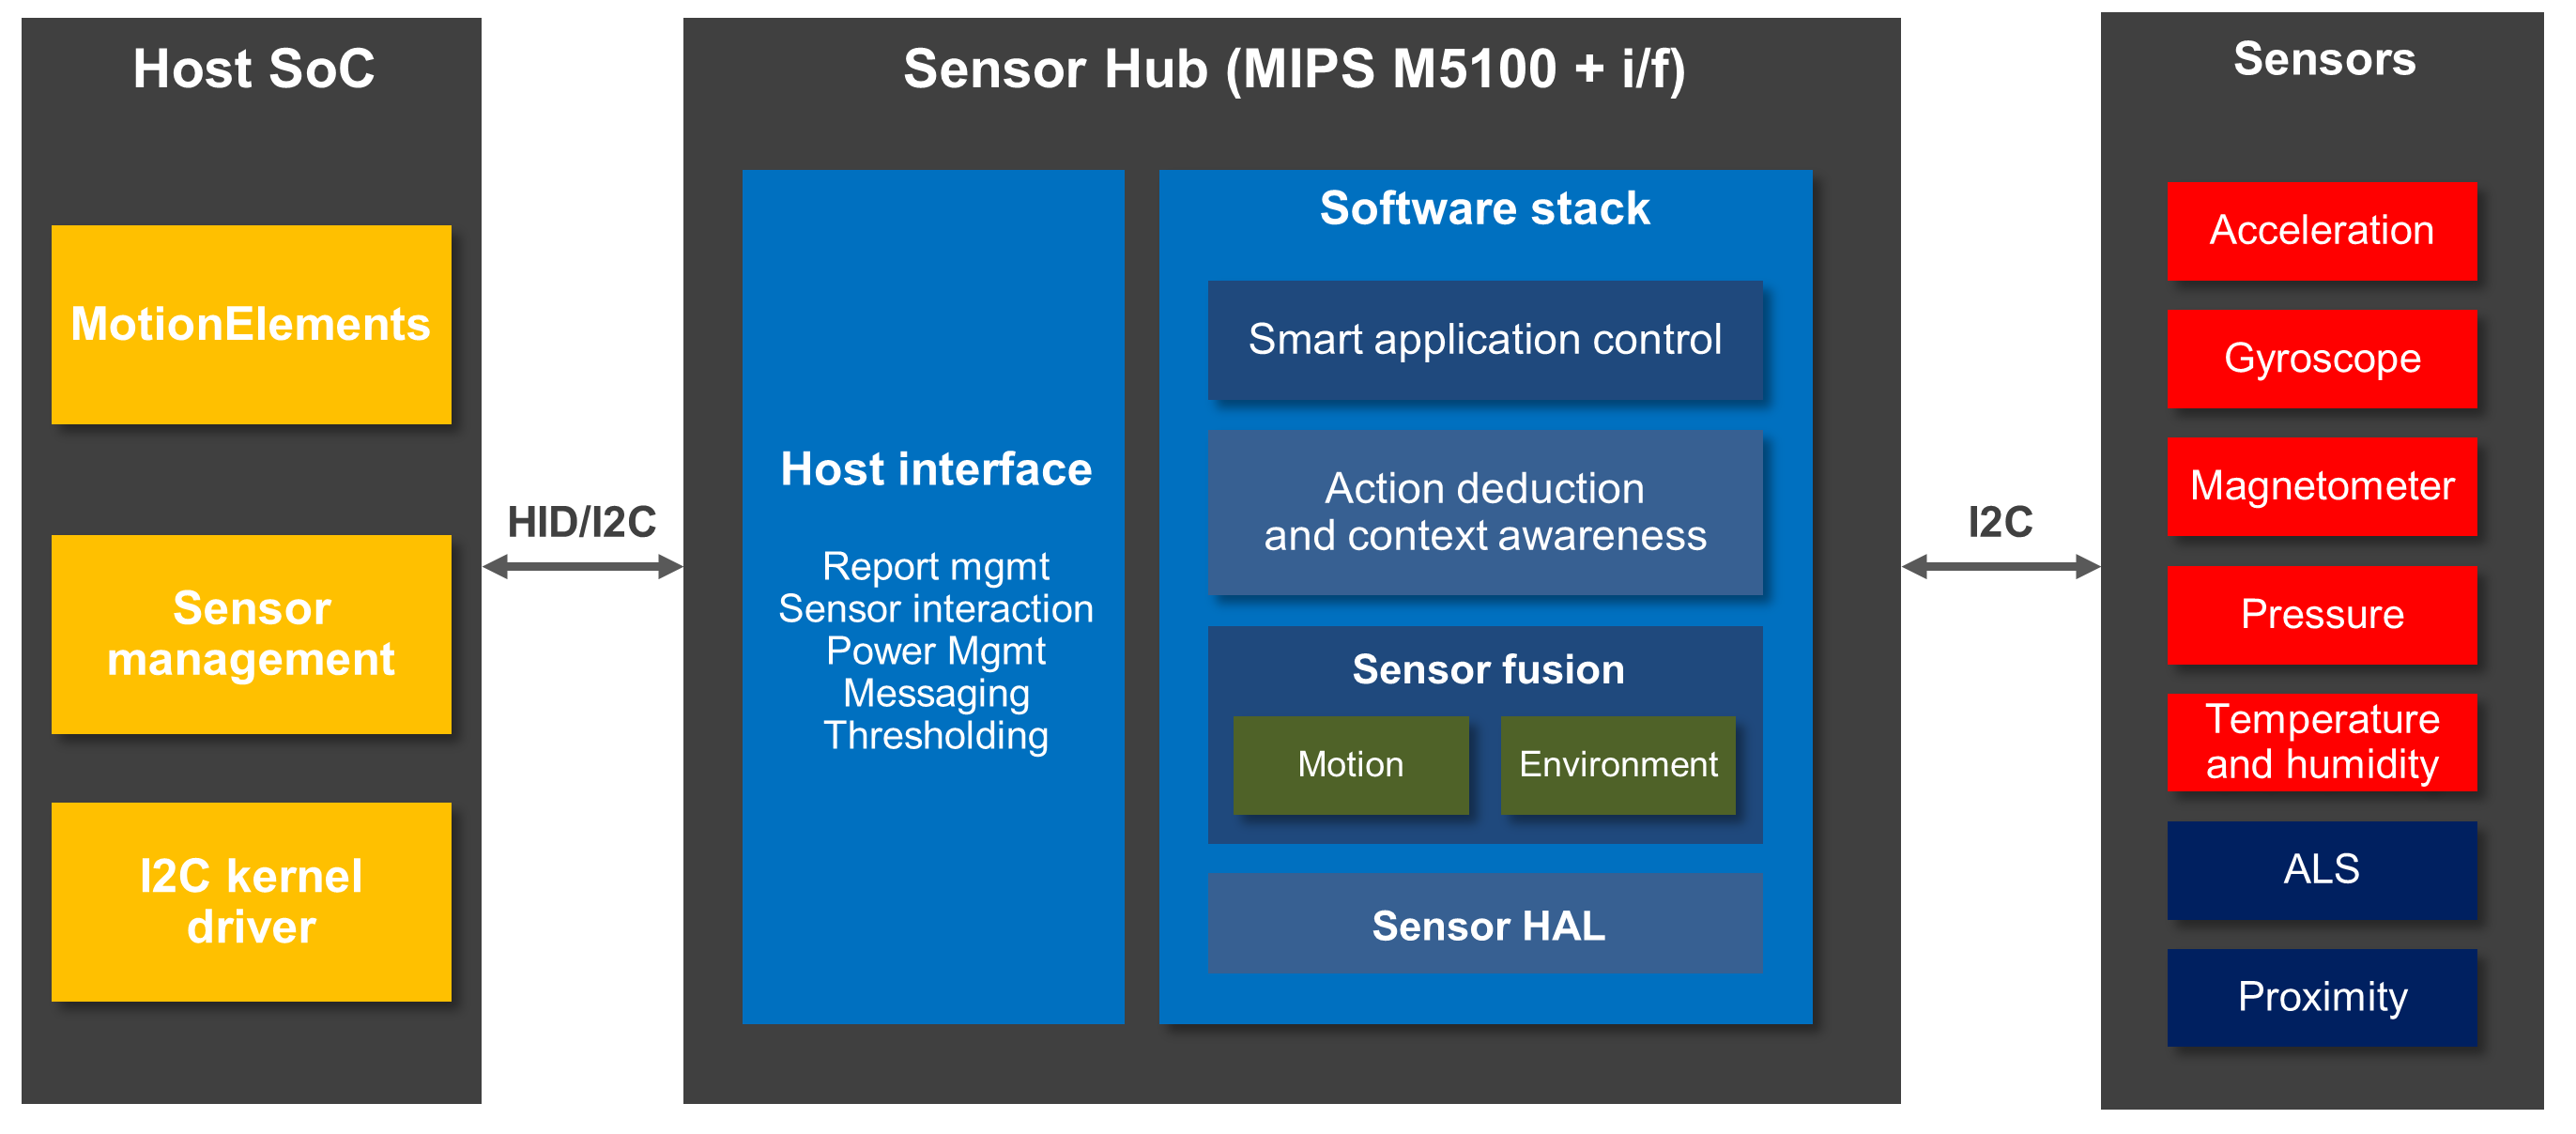 Host SoC
MotionElements
Sensor
management
I2C kernel
driver
HID/I2C
Sensor Hub (MIPS M5100 + i/f)
Host interface
Report mgmt
Sensor interaction
Power Mgmt
Messaging
Thresholding
Software stack
Smart application control
Action deduction
and context awareness
Sensor fusion
Motion
Environment
Sensor HAL
I2C
Sensors
Acceleration
Gyroscope
Magnetometer
Pressure
Temperature
and humidity
ALS
Proximity